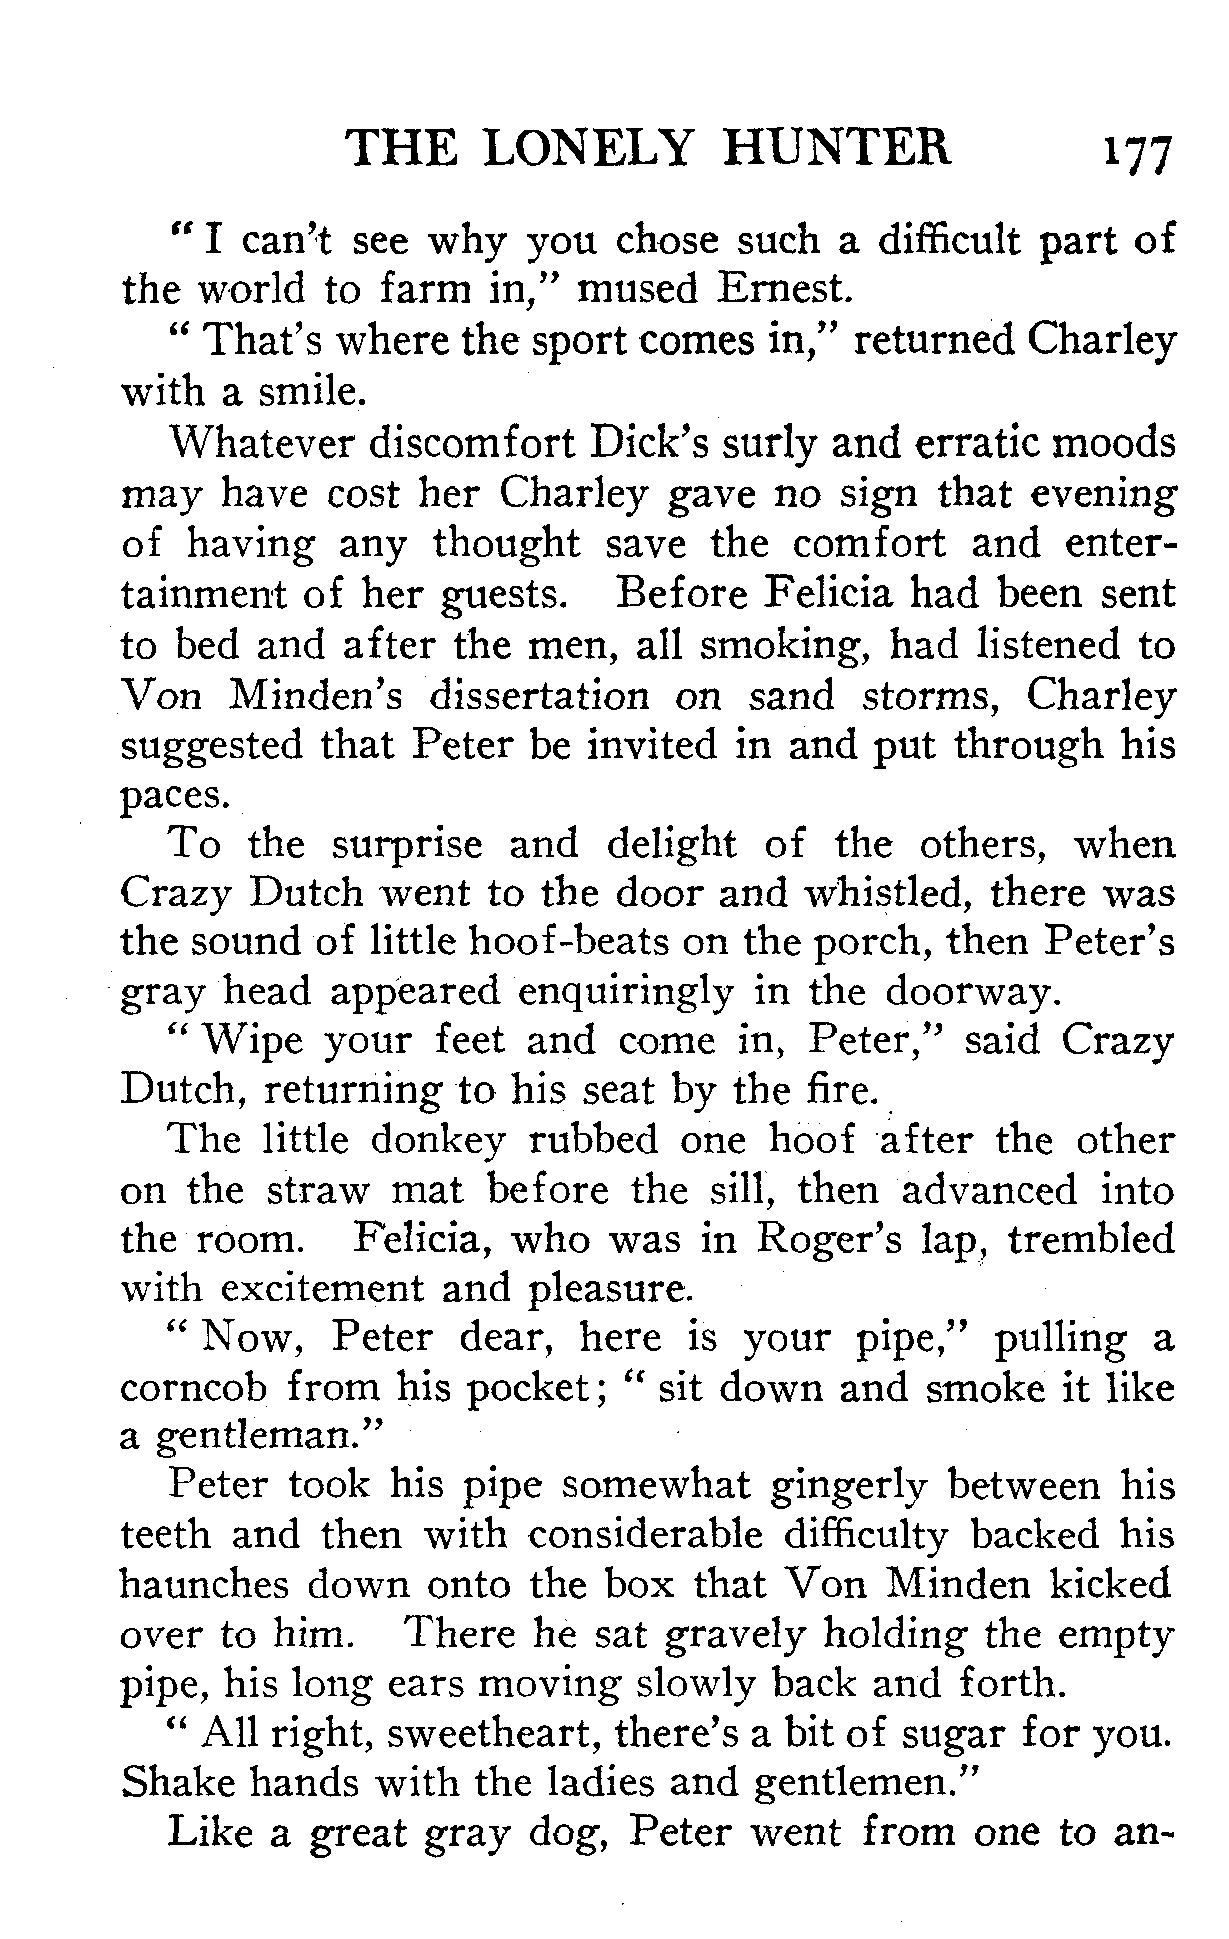 THE LONELY HUNTER 177
" I can't see why you chose such a difficult part of
the world to farm in," mused Ernest.
" That's where the sport comes in," returned Charley
with a smile.
Whatever discomfort Dick's surly and erratic moods
may have cost her Charley gave no sign that evening
of having any thought save the comfort and enter-
tainment of her guests. Before Felicia had been sent
to bed and after the men, all smoking, had listened to
Von Minden's dissertation on sand storms, Charley
suggested that Peter be invited in and put through his
paces.
To the surprise and delight of the others, when
Crazy Dutch went to the door and whistled, there was
the sound of little hoof-beats on the porch, then Peter's
gray head appeared enquiringly in the doorway.
" Wipe your feet and come in, Peter," said Crazy
Dutch, returning to his seat by the fire.
The little donkey rubbed one hoof after the other
on the straw mat before the sill, then advanced into
the room. Felicia, who was in Roger's lap, trembled
with excitement and pleasure.
" Now, Peter dear, here is your pipe," pulling a
corncob from his pocket; " sit down and smoke it like
a gentleman."
Peter took his pipe somewhat gingerly between his
teeth and then with considerable difficulty backed his
haunches down onto the box that Von Minden kicked
over to him. There he sat gravely holding the empty
pipe, his long ears moving slowly back and forth.
" All right, sweetheart, there's a bit of sugar for you.
Shake hands with the ladies and gentlemen."
Like a great gray dog, Peter went from one to an-